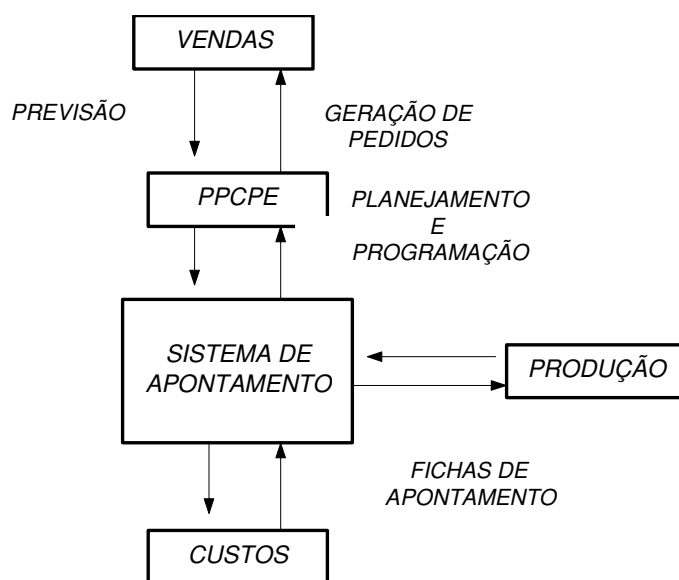 VENDAS
PREVISÃO
GERAÇÃO DE
PEDIDOS
PPCPE
PLANEJAMENTO
E
PROGRAMAÇÃO
SISTEMA DE
APONTAMENTO
PRODUÇÃO
FICHAS DE
APONTAMENTO
CUSTOS